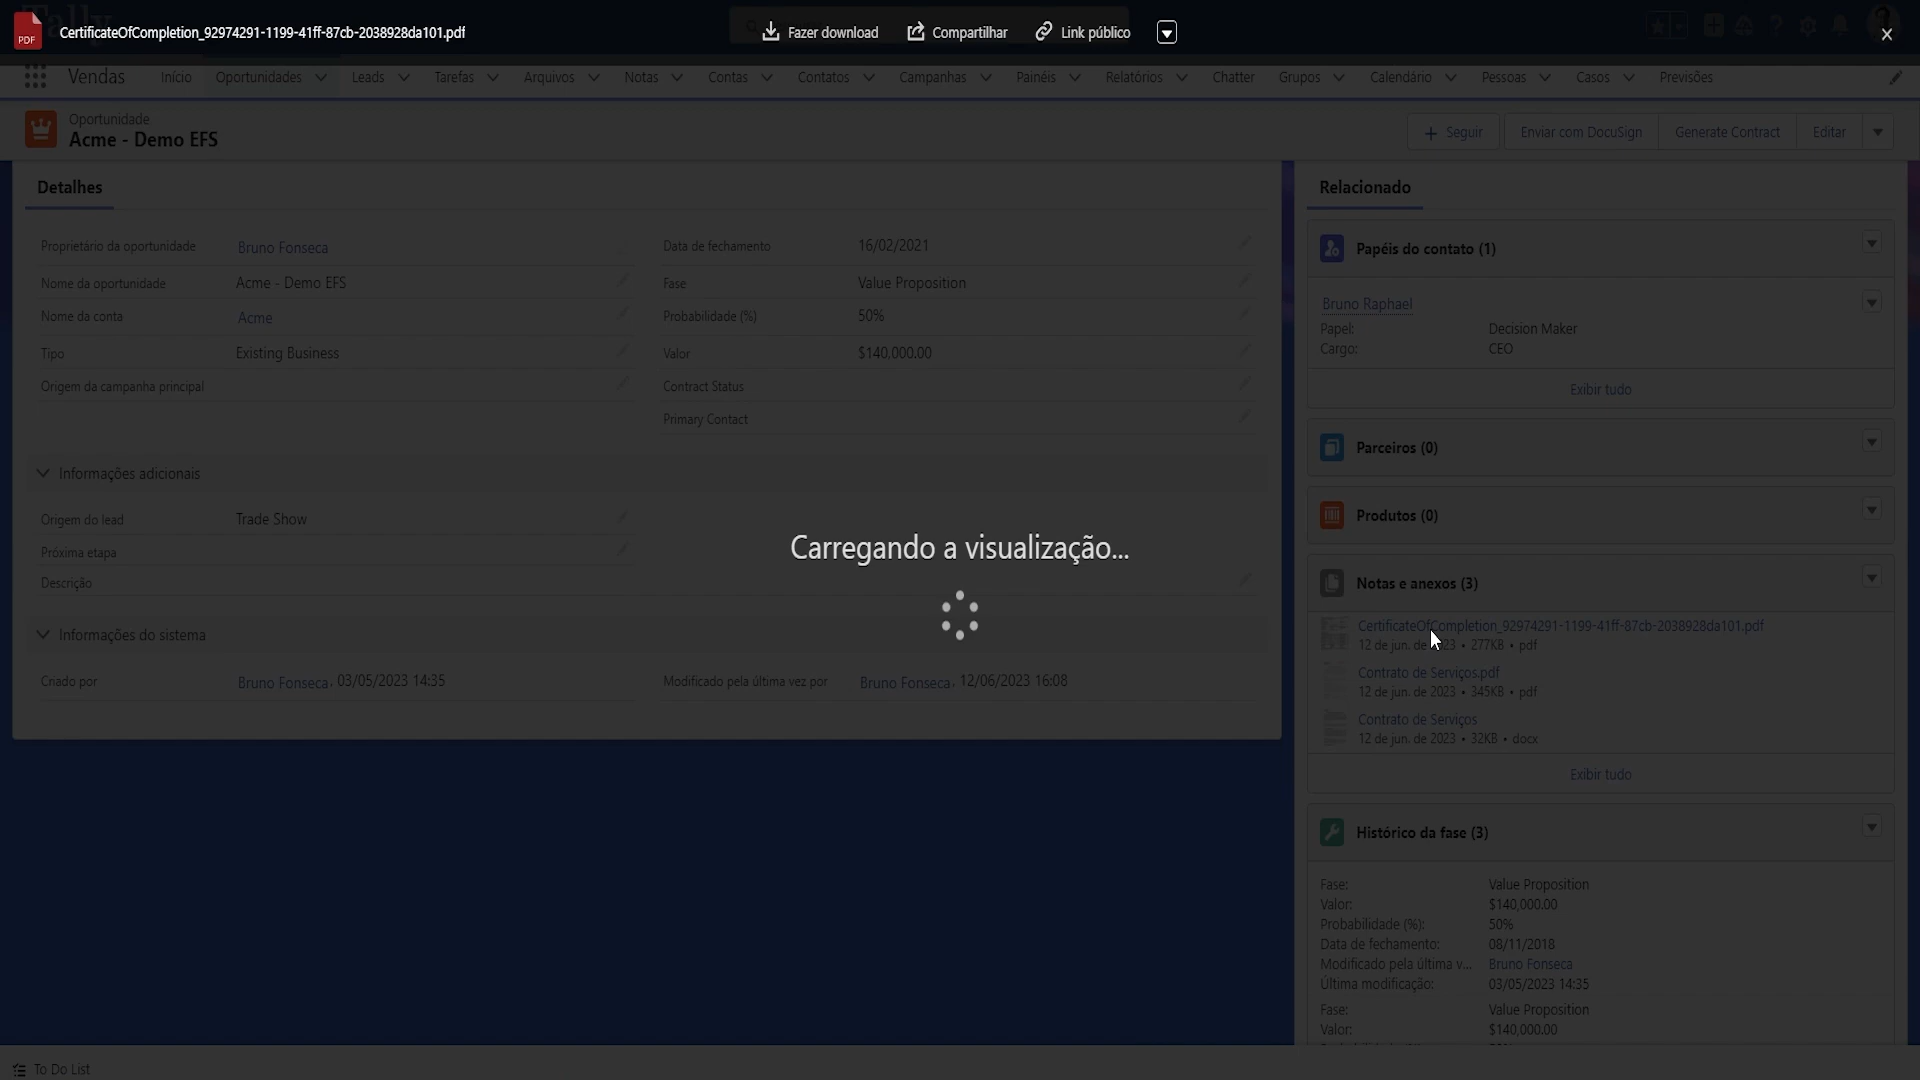 Tally
PDF
CertificateOfCompletion_92974291-1199-41ff-87cb-2038928da101.pdf
Fazer download
Compartilhar
Link público
Vendas
Início
Oportunidades
Leads
Tarefas
Arquivos
Notas
Contas
Contatos
Campanhas
Painéis
Relatórios
Chatter
Grupos
Calendário
Pessoas
Casos
Previsões
Oportunidade
Acme - Demo EFS
Seguir
Enviar com DocuSign
Generate Contract
Editar
Detalhes
Proprietário da oportunidade
Bruno Fonseca
Data de fechamento
16/02/2021
Nome da oportunidade
Acme - Demo EFS
Fase
Value Proposition
Nome da conta
Acme
Probabilidade (%)
50%
Tipo
Existing Business
Valor
$140,000.00
Origem da campanha principal
Contract Status
Primary Contact
Informações adicionais
Origem do lead
Trade Show
Próxima etapa
Descrição
Informações do sistema
Criado por
Bruno Fonseca, 03/05/2023 14:35
Modificado pela última vez por
Bruno Fonseca, 12/06/2023 16:08
Carregando a visualização...
Relacionado
Papéis do contato (1)
Bruno Raphael
Papel:
Decision Maker
Cargo:
CEO
Exibir tudo
Parceiros (0)
Produtos (0)
Notas e anexos (3)
CertificateOfCompletion_92974291-1199-41ff-87cb-2038928da101.pdf
12 de jun. de 2023 • 277KB • pdf
Contrato de Serviços.pdf
12 de jun. de 2023 • 345KB • pdf
Contrato de Serviços
12 de jun. de 2023 • 32KB • docx
Exibir tudo
Histórico da fase (3)
Fase:
Value Proposition
Valor:
$140,000.00
Probabilidade (%):
50%
Data de fechamento:
08/11/2018
Modificado pela última v...
Bruno Fonseca
Última modificação:
03/05/2023 14:35
Fase:
Value Proposition
Valor:
$140,000.00
To Do List